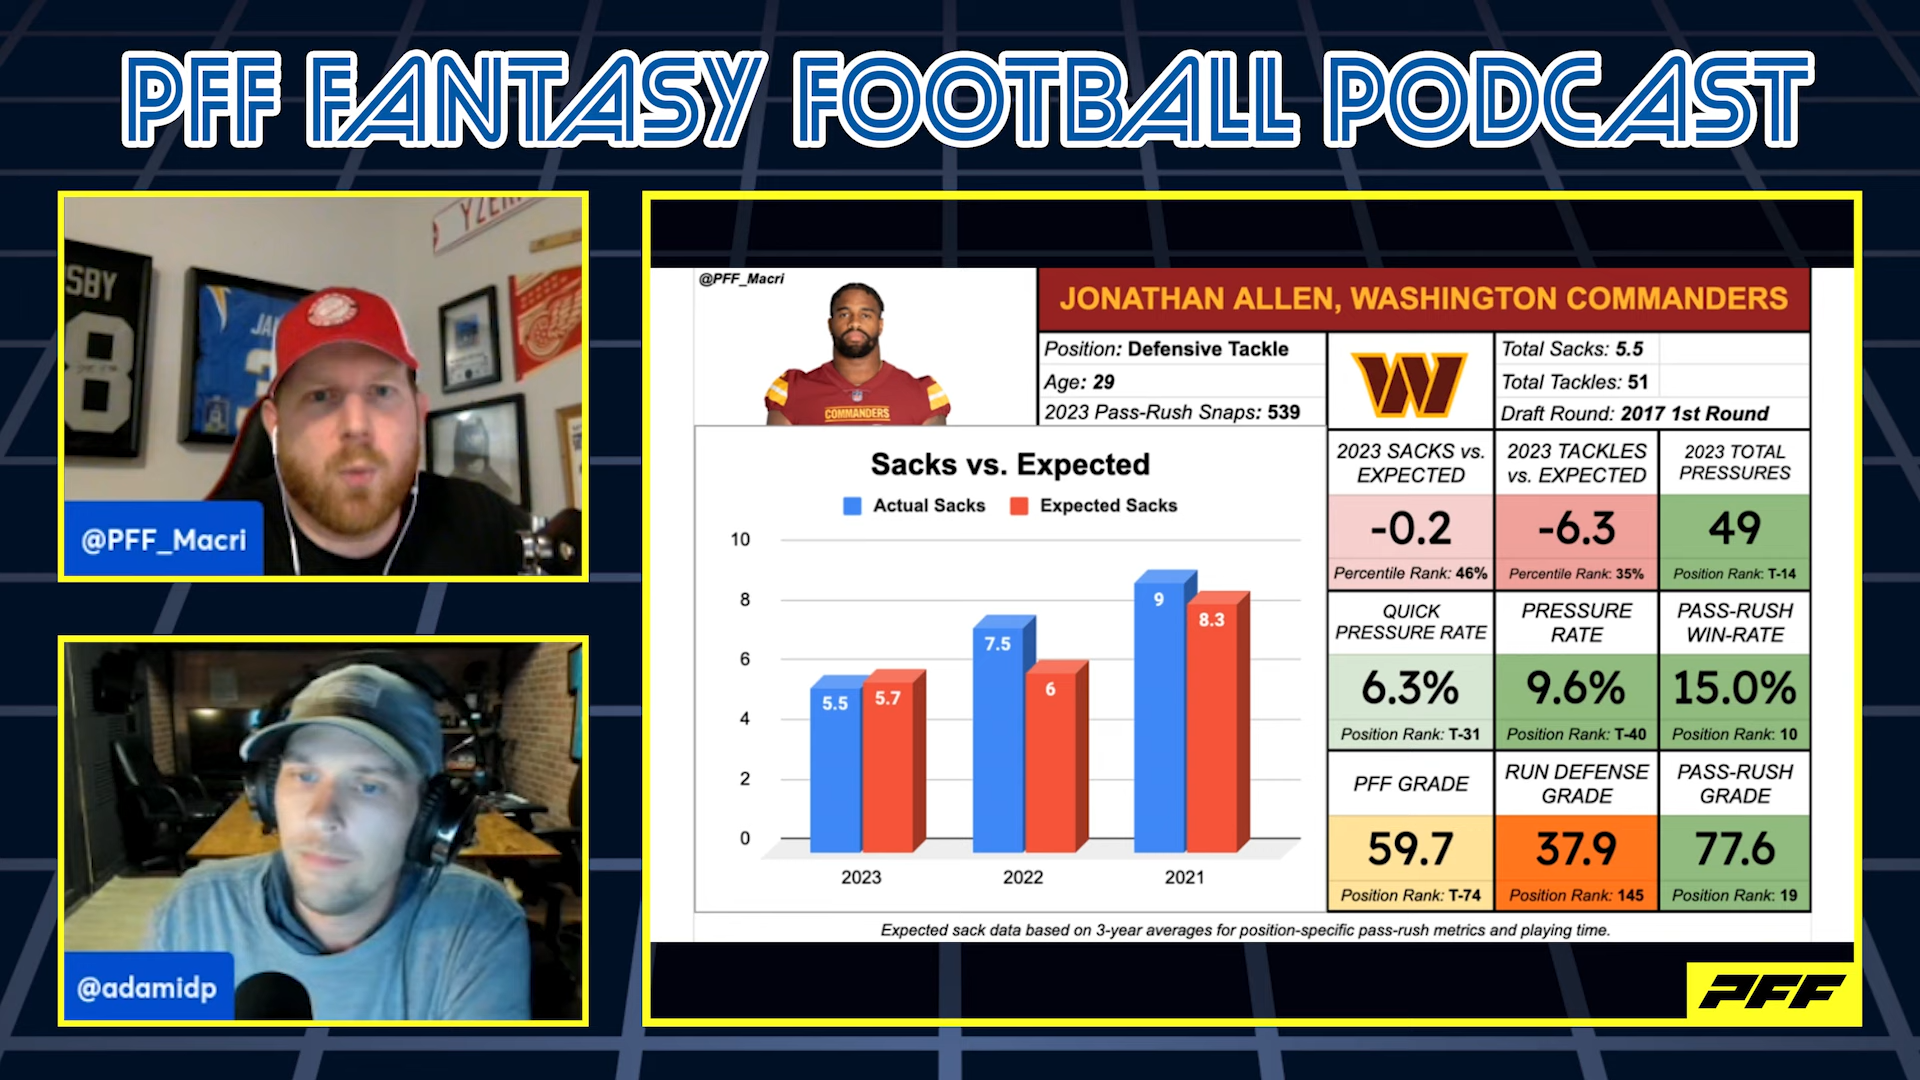 PFF FANTASY FOOTBALL PODCAST
SBY
8
JA
YZER
@PFF_Macri
@adamidp
@PFF_Macri
COMMANDERS
JONATHAN ALLEN, WASHINGTON COMMANDERS
Position: Defensive Tackle
Age: 29
2023 Pass-Rush Snaps: 539
W
Total Sacks: 5.5
Total Tackles: 51
Draft Round: 2017 1st Round
Sacks vs. Expected
Actual Sacks
Expected Sacks
10
8
6
4
2
0
5.5
5.7
7.5
6
9
8.3
2023
2022
2021
2023 SACKS vs.
EXPECTED
-0.2
Percentile Rank: 46%
2023 TACKLES
vs. EXPECTED
-6.3
Percentile Rank: 35%
2023 TOTAL
PRESSURES
49
Position Rank: T-14
QUICK
PRESSURE RATE
6.3%
Position Rank: T-31
PRESSURE
RATE
9.6%
Position Rank: T-40
PASS-RUSH
WIN-RATE
15.0%
Position Rank: 10
PFF GRADE
59.7
Position Rank: T-74
RUN DEFENSE
GRADE
37.9
Position Rank: 145
PASS-RUSH
GRADE
77.6
Position Rank: 19
Expected sack data based on 3-year averages for position-specific pass-rush metrics and playing time.
PFF